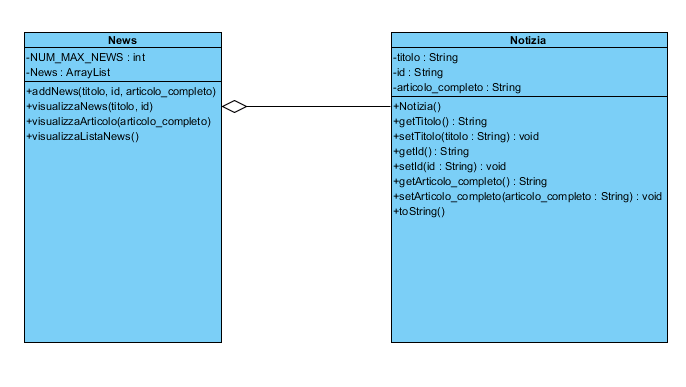 News
-NUM_MAX_NEWS : int
-News : ArrayList
+addNews(titolo, id, articolo_completo)
+visualizzaNews(titolo, id)
+visualizzaArticolo(articolo_completo)
+visualizzaListaNews()
Notizia
-titolo : String
-id : String
-articolo_completo : String
+Notizia()
+getTitolo() : String
+setTitolo(titolo : String) : void
+getId() : String
+setId(id : String) : void
+getArticolo_completo() : String
+setArticolo_completo(articolo_completo : String) : void
+toString()